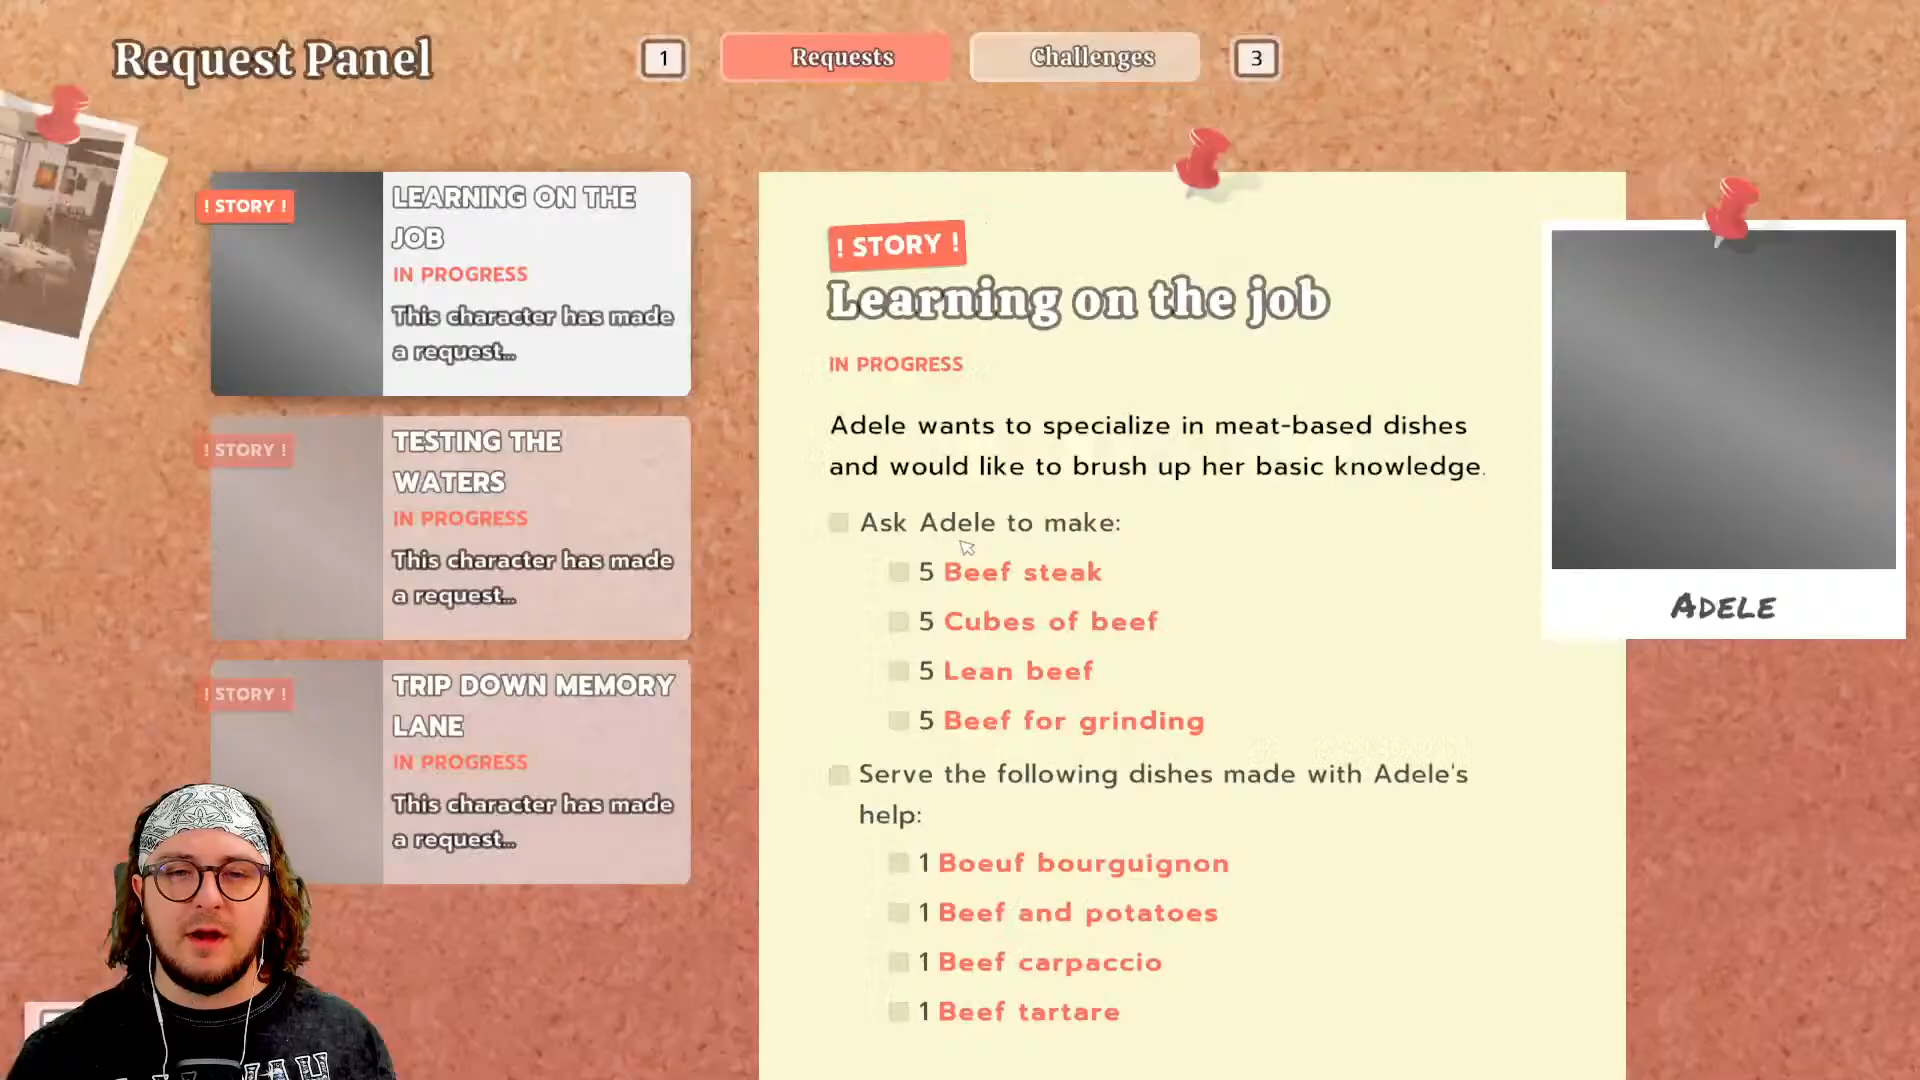 Request Panel
1
Requests
Challenges
3
! STORY !
LEARNING ON THE
JOB
IN PROGRESS
This character has made
a request...
! STORY !
TESTING THE
WATERS
IN PROGRESS
This character has made
a request...
! STORY !
TRIP DOWN MEMORY
LANE
IN PROGRESS
This character has made
a request...
! STORY !
Learning on the job
IN PROGRESS
Adele wants to specialize in meat-based dishes
and would like to brush up her basic knowledge.
Ask Adele to make:
5 Beef steak
5 Cubes of beef
5 Lean beef
5 Beef for grinding
Serve the following dishes made with Adele's
help:
1 Boeuf bourguignon
1 Beef and potatoes
1 Beef carpaccio
1 Beef tartare
ADELE